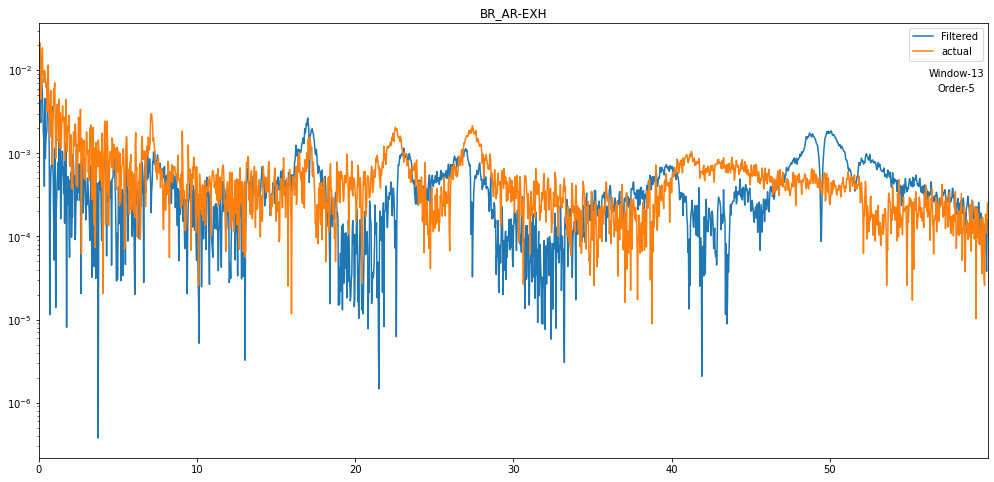 BR_AR-EXH
Filtered
actual
Window-13
Order-5
10⁻²
10⁻³
10⁻⁴
10⁻⁵
10⁻⁶
0 10 20 30 40 50